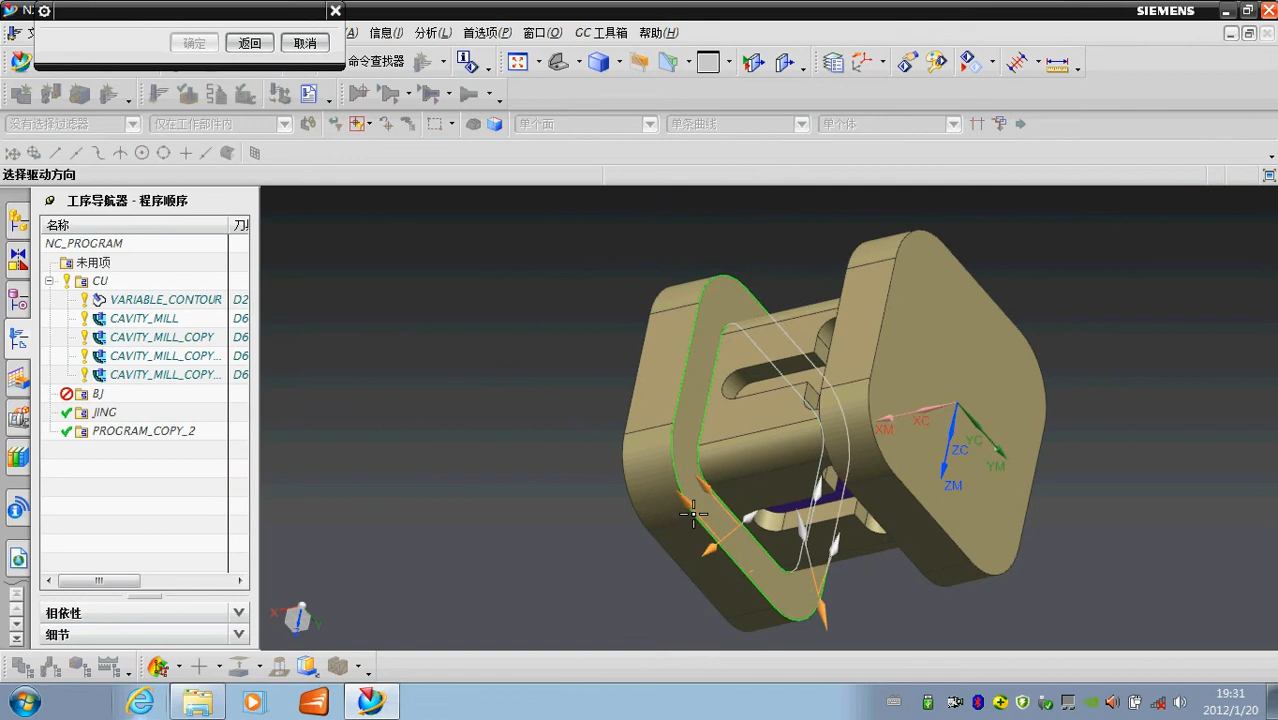 SIEMENS
确定
返回
取消
(A)
信息(I)
分析(L)
首选项(P)
窗口(O)
GC 工具箱
帮助(H)
命令查找器
没有选择过滤器
仅在工作部件内
单个面
单条曲线
单个体
选择驱动方向
工序导航器 - 程序顺序
名称
NC_PROGRAM
未用项
CU
VARIABLE_CONTOUR D2
CAVITY_MILL D6
CAVITY_MILL_COPY D6
CAVITY_MILL_COPY... D6
CAVITY_MILL_COPY... D6
BJ
JING
PROGRAM_COPY_2
相依性
细节
XM
XC
YC
YM
ZC
ZM
X
Y
Z
19:31
2012/1/20